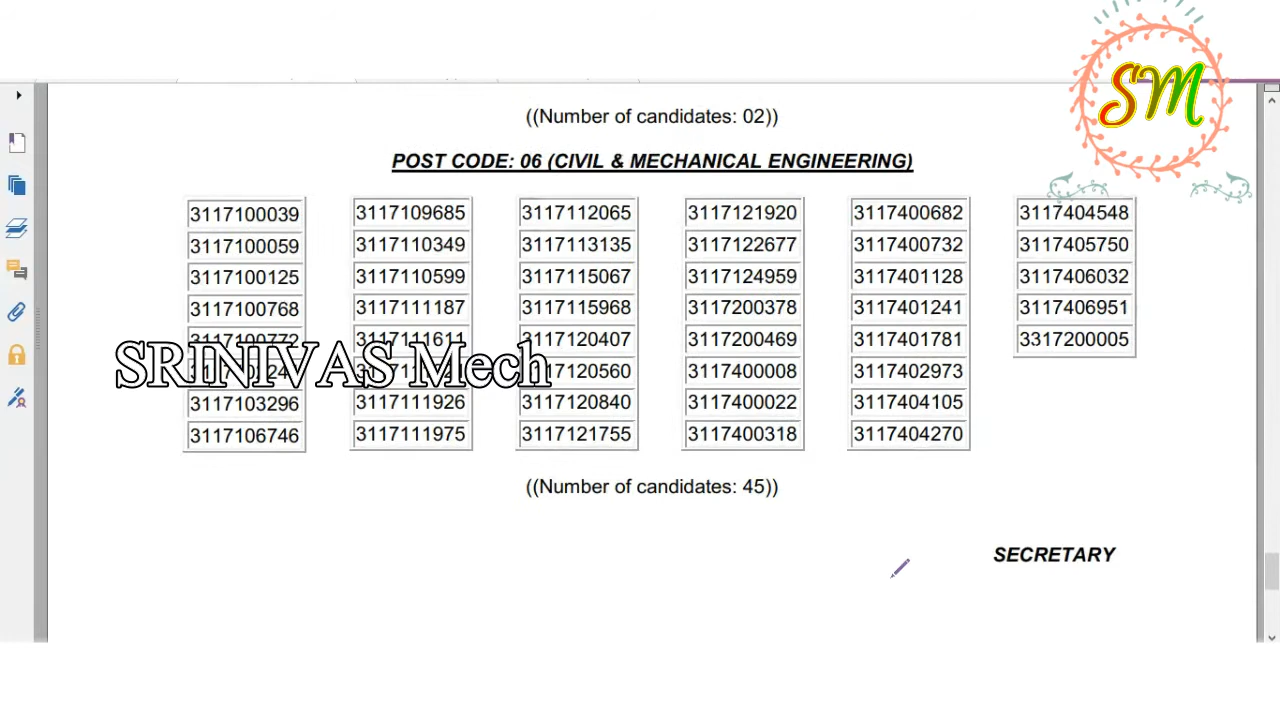 ((Number of candidates: 02))
POST CODE: 06 (CIVIL & MECHANICAL ENGINEERING)
3117100039 3117109685 3117112065 3117121920 3117400682 3117404548
3117100059 3117110349 3117113135 3117122677 3117400732 3117405750
3117100125 3117110599 3117115067 3117124959 3117401128 3117406032
3117100768 3117111187 3117115968 3117200378 3117401241 3117406951
3117100772 3117111611 3117120407 3117200469 3117401781 3317200005
SRINIVAS Mech
3117120560 3117400008 3117402973
3117103296 3117111926 3117120840 3117400022 3117404105
3117106746 3117111975 3117121755 3117400318 3117404270
((Number of candidates: 45))
SECRETARY
SM